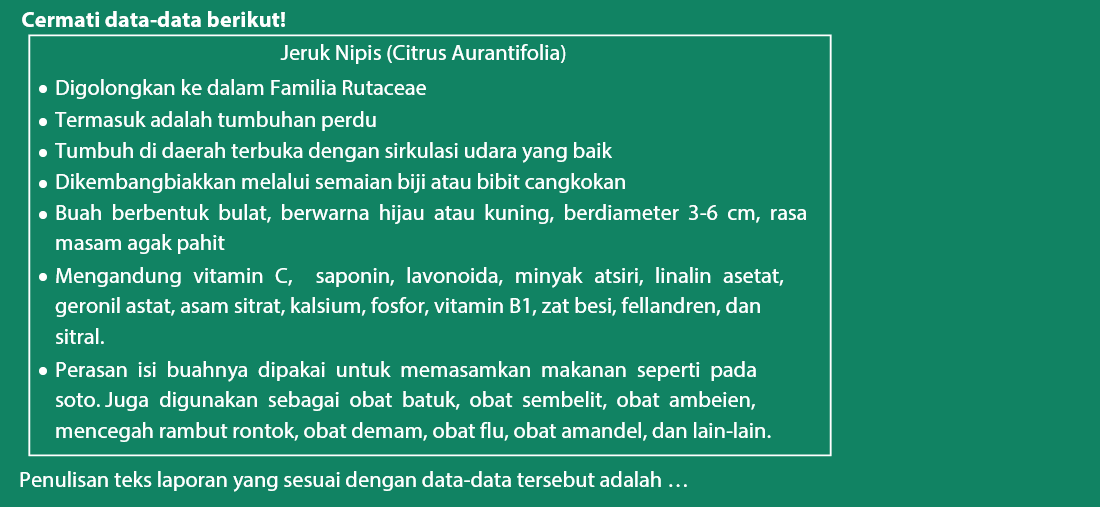 Cermati data-data berikut!
Jeruk Nipis (Citrus Aurantifolia)
• Digolongkan ke dalam Familia Rutaceae
• Termasuk adalah tumbuhan perdu
• Tumbuh di daerah terbuka dengan sirkulasi udara yang baik
• Dikembangbiakkan melalui semaian biji atau bibit cangkokan
• Buah berbentuk bulat, berwarna hijau atau kuning, berdiameter 3-6 cm, rasa
masam agak pahit
• Mengandung vitamin C, saponin, lavonoida, minyak atsiri, linalin asetat,
geronil astat, asam sitrat, kalsium, fosfor, vitamin B1, zat besi, fellandren, dan
sitral.
• Perasan isi buahnya dipakai untuk memasamkan makanan seperti pada
soto. Juga digunakan sebagai obat batuk, obat sembelit, obat ambeien,
mencegah rambut rontok, obat demam, obat flu, obat amandel, dan lain-lain.
Penulisan teks laporan yang sesuai dengan data-data tersebut adalah ...